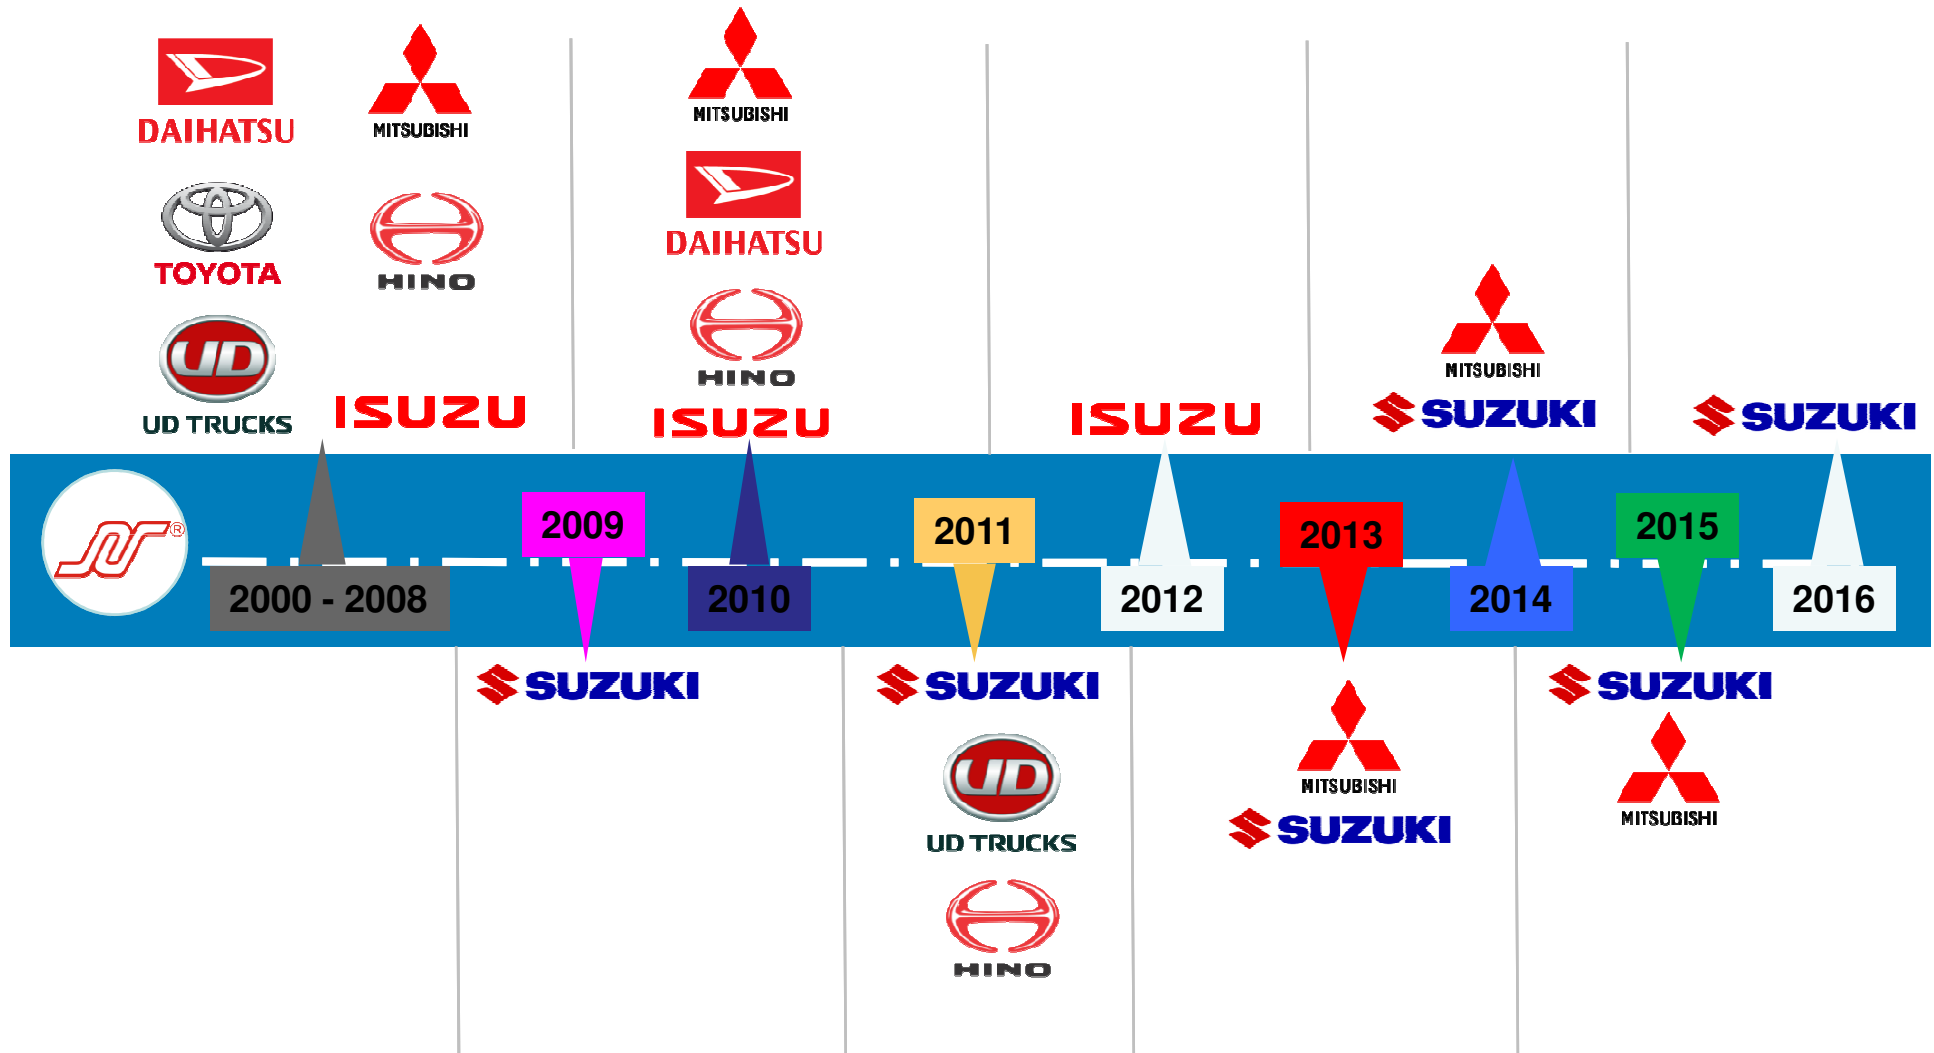 DAIHATSU
MITSUBISHI
TOYOTA
HINO
UD
UD TRUCKS
ISUZU
MITSUBISHI
DAIHATSU
HINO
ISUZU
ISUZU
MITSUBISHI
SUZUKI
SUZUKI
®
2000 - 2008
2009
2010
2011
2012
2013
2014
2015
2016
SUZUKI
SUZUKI
UD
UD TRUCKS
HINO
MITSUBISHI
SUZUKI
SUZUKI
MITSUBISHI